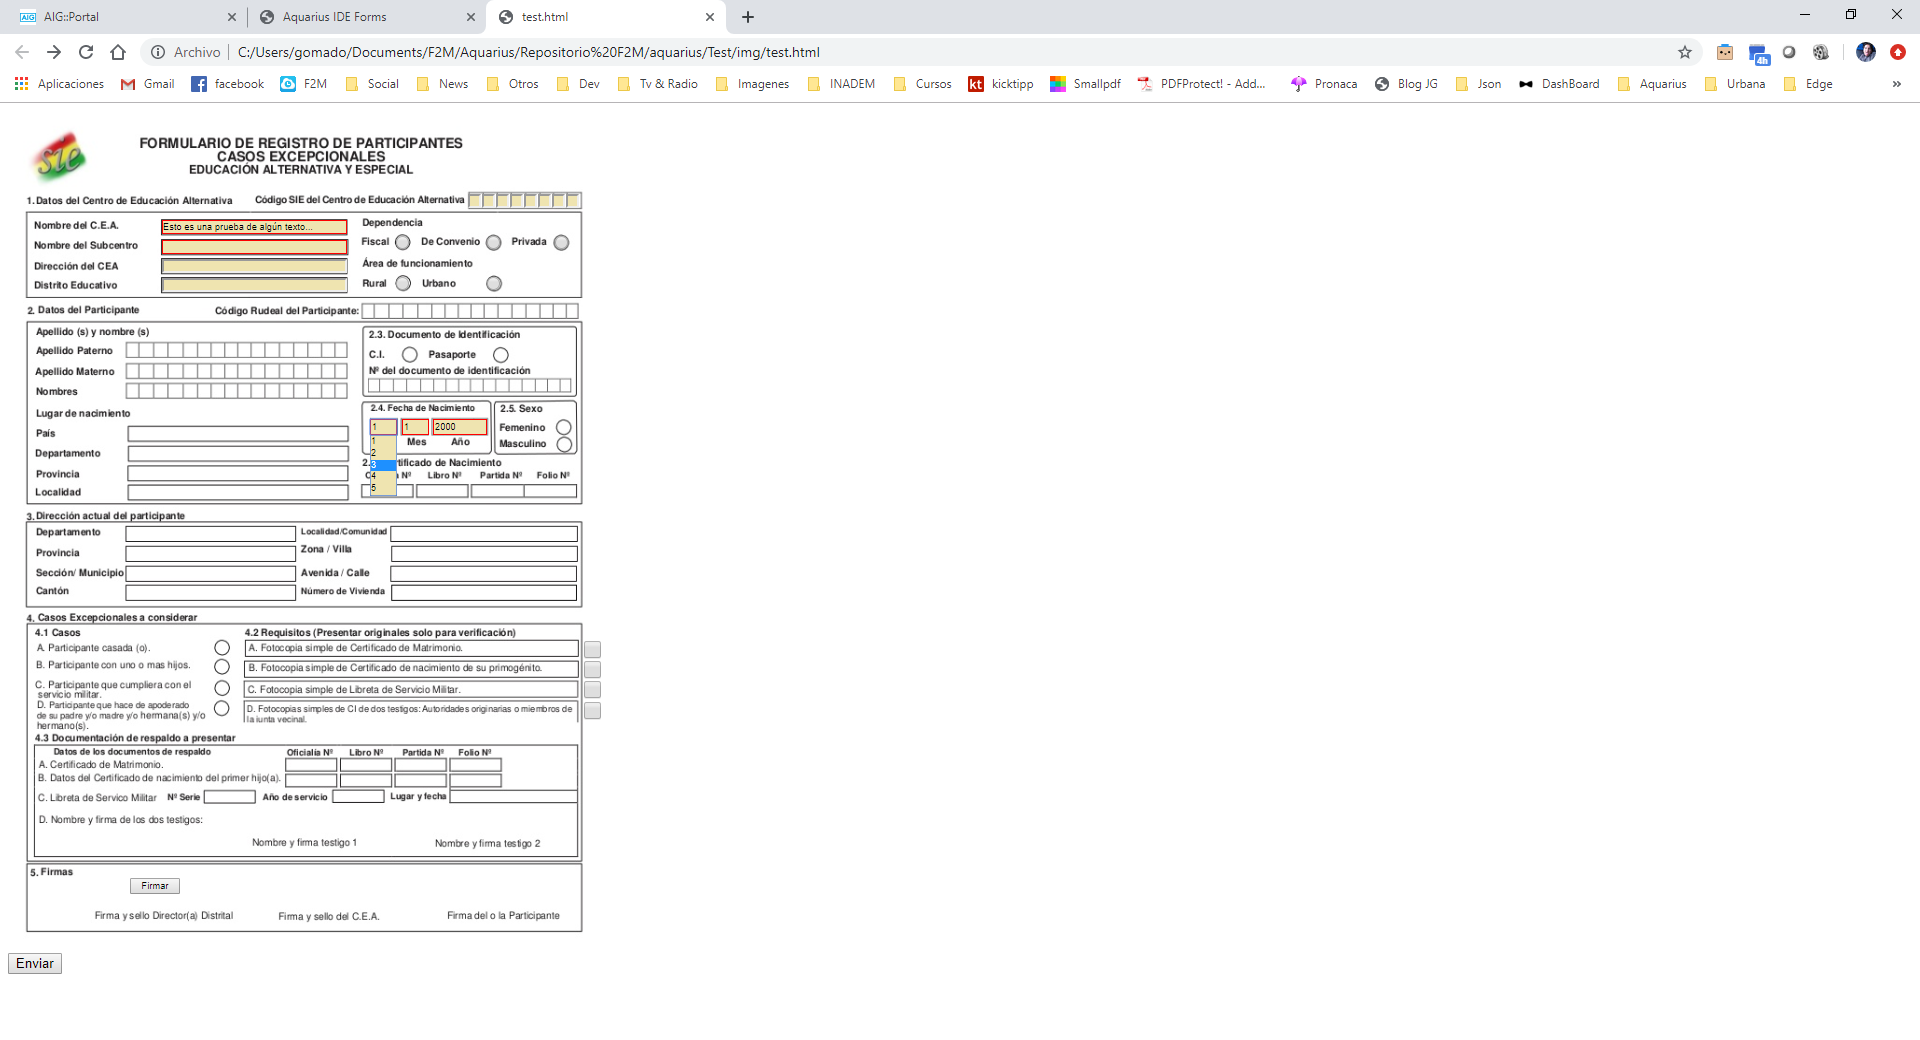 AIG::Portal
Aquarius IDE Forms
test.html
Archivo
C:/Users/gomado/Documents/F2M/Aquarius/Repositorio%20F2M/aquarius/Test/img/test.html
4h
Aplicaciones
Gmail
facebook
F2M
Social
News
Otros
Dev
Tv & Radio
Imagenes
INADEM
Cursos
kt kicktipp
Smallpdf
PDFProtect! - Add...
Pronaca
Blog JG
Json
DashBoard
Aquarius
Urbana
Edge
»
FORMULARIO DE REGISTRO DE PARTICIPANTES
CASOS EXCEPCIONALES
EDUCACIÓN ALTERNATIVA Y ESPECIAL
1. Datos del Centro de Educación Alternativa Código SIE del Centro de Educación Alternativa
Nombre del C.E.A. Esto es una prueba de algún texto... Dependencia
Nombre del Subcentro Fiscal De Convenio Privada
Dirección del CEA Área de funcionamiento
Distrito Educativo Rural Urbano
2. Datos del Participante Código Rudeal del Participante:
Apellido (s) y nombre (s)
Apellido Paterno
Apellido Materno
Nombres
Lugar de nacimiento
País
Departamento
Provincia
Localidad
2.3. Documento de Identificación
C.I. Pasaporte
Nº del documento de identificación
2.4. Fecha de Nacimiento
1 1 2000
Mes Año
1
2
3
4
5
2.5. Sexo
Femenino
Masculino
2. tificado de Nacimiento
Nº Libro Nº Partida Nº Folio Nº
3. Dirección actual del participante
Departamento Localidad/Comunidad
Provincia Zona / Villa
Sección/ Municipio Avenida / Calle
Cantón Número de Vivienda
4. Casos Excepcionales a considerar
4.1 Casos
A. Participante casada (o).
B. Participante con uno o mas hijos.
C. Participante que cumpliera con el
servicio militar.
D. Participante que hace de apoderado
de su padre y/o madre y/o hermana(s) y/o
hermano(s).
4.2 Requisitos (Presentar originales solo para verificación)
A. Fotocopia simple de Certificado de Matrimonio.
B. Fotocopia simple de Certificado de nacimiento de su primogénito.
C. Fotocopia simple de Libreta de Servicio Militar.
D. Fotocopias simples de CI de dos testigos: Autoridades originarias o miembros de
la junta vecinal.
4.3 Documentación de respaldo a presentar
Datos de los documentos de respaldo Oficialía Nº Libro Nº Partida Nº Folio Nº
A. Certificado de Matrimonio.
B. Datos del Certificado de nacimiento del primer hijo(a).
C. Libreta de Servico Militar Nº Serie Año de servicio Lugar y fecha
D. Nombre y firma de los dos testigos:
Nombre y firma testigo 1 Nombre y firma testigo 2
5. Firmas
Firmar
Firma y sello Director(a) Distrital Firma y sello del C.E.A. Firma del o la Participante
Enviar